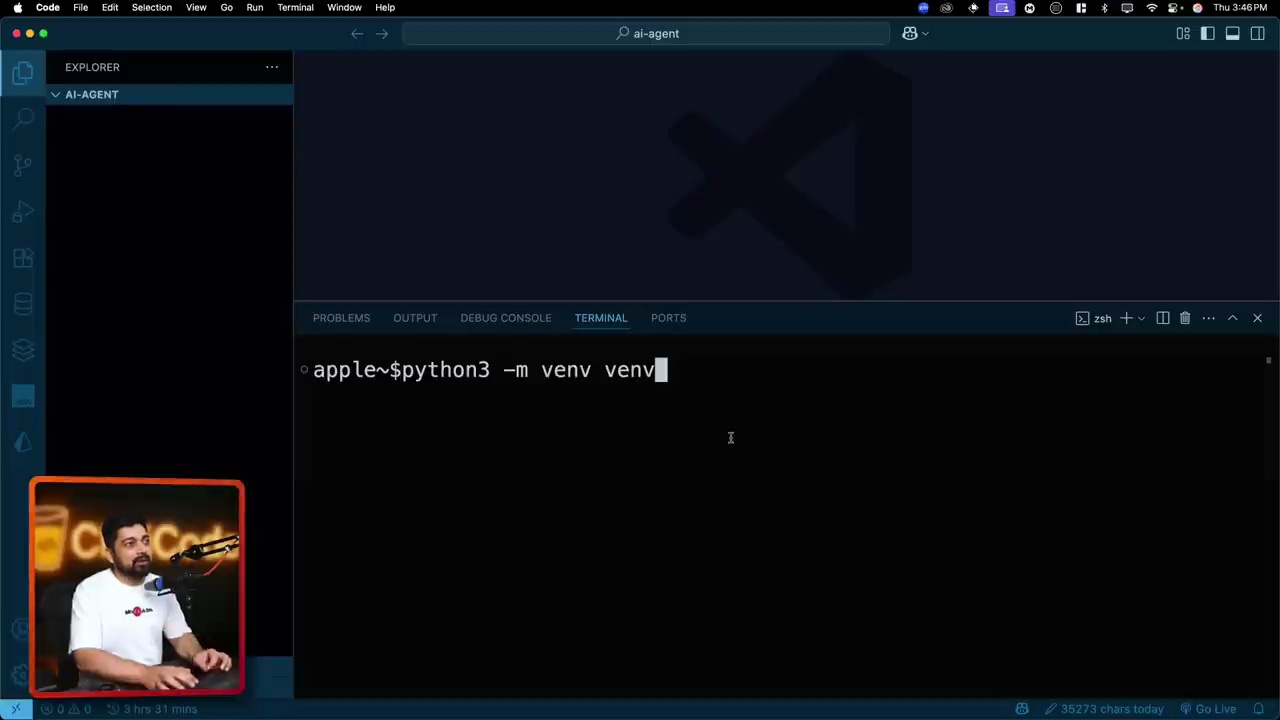 Code File Edit Selection View Go Run Terminal Window Help
Thu 3:46 PM
ai-agent
EXPLORER
AI-AGENT
PROBLEMS OUTPUT DEBUG CONSOLE TERMINAL PORTS
zsh
apple~$python3 -m venv venv
0 0 3 hrs 31 mins
35273 chars today Go Live